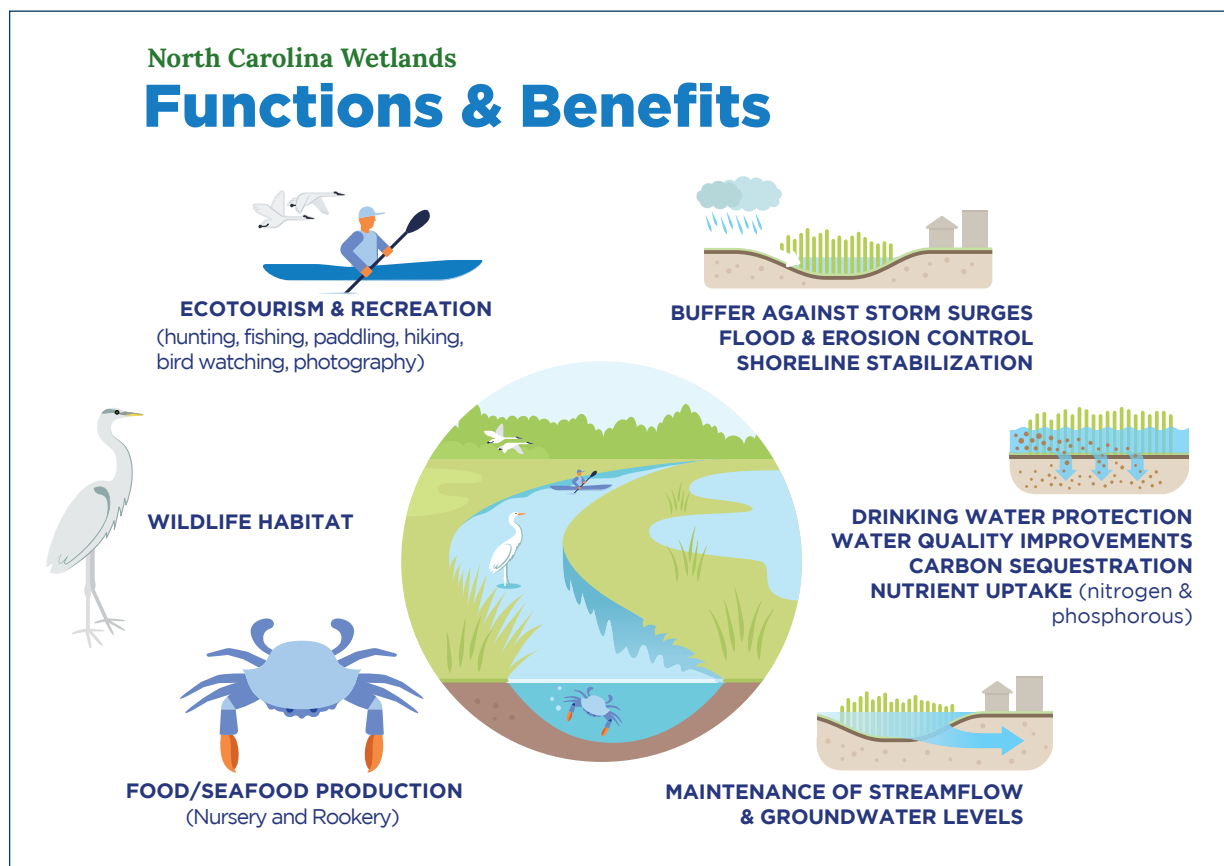 North Carolina Wetlands
Functions & Benefits
ECOTOURISM & RECREATION
(hunting, fishing, paddling, hiking,
bird watching, photography)
BUFFER AGAINST STORM SURGES
FLOOD & EROSION CONTROL
SHORELINE STABILIZATION
WILDLIFE HABITAT
DRINKING WATER PROTECTION
WATER QUALITY IMPROVEMENTS
CARBON SEQUESTRATION
NUTRIENT UPTAKE (nitrogen &
phosphorous)
FOOD/SEAFOOD PRODUCTION
(Nursery and Rookery)
MAINTENANCE OF STREAMFLOW
& GROUNDWATER LEVELS